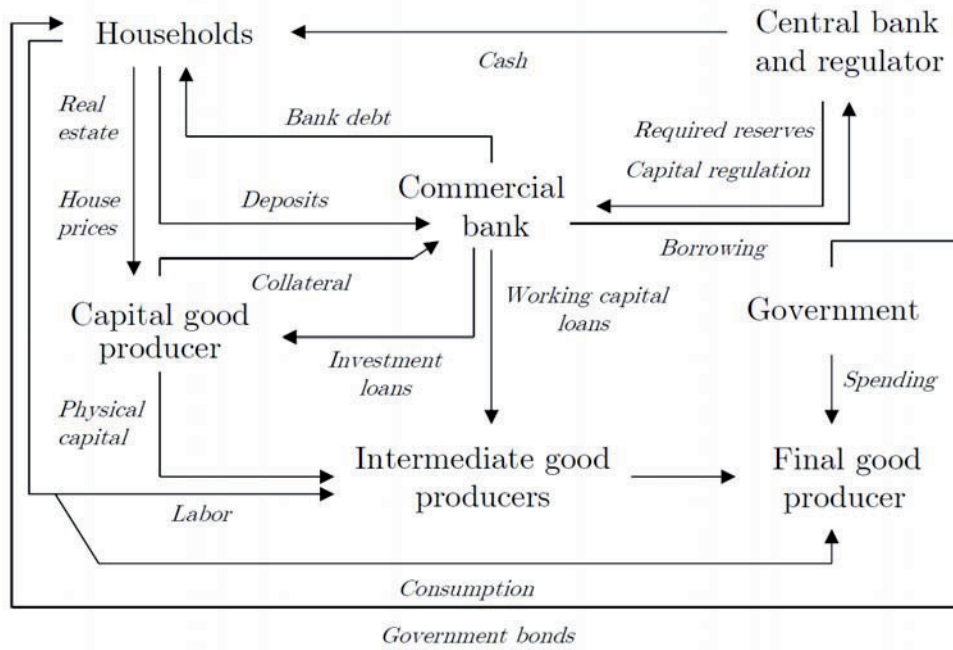 Households
Central bank
and regulator
Cash
Real
estate
Bank debt
Required reserves
Capital regulation
House
prices
Deposits
Commercial
bank
Borrowing
Collateral
Capital good
producer
Working capital
loans
Government
Investment
loans
Spending
Physical
capital
Intermediate good
producers
Final good
producer
Labor
Consumption
Government bonds